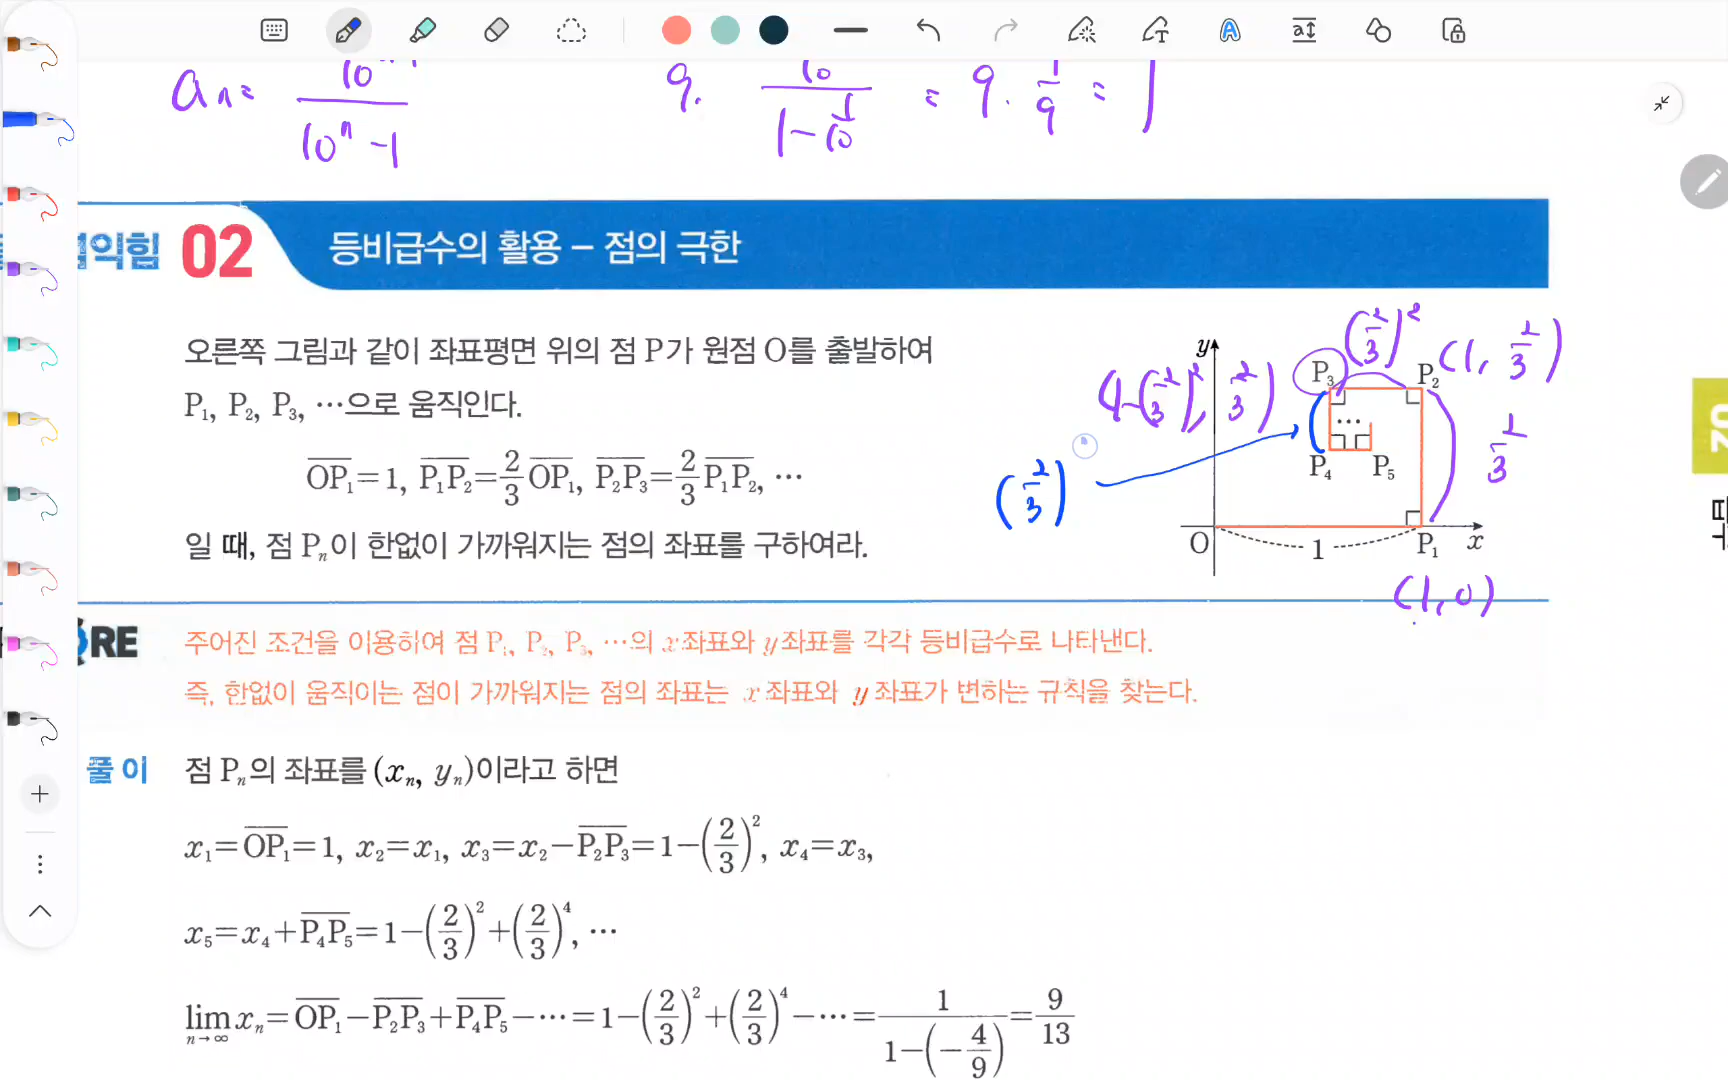 aₙ = 10ⁿ⁻¹ / (10ⁿ - 1)
9 · 10 / (1 - 1/10) = 9 · 1/9 = 1
익힘 02 등비급수의 활용 – 점의 극한
오른쪽 그림과 같이 좌표평면 위의 점 P가 원점 O를 출발하여
P₁, P₂, P₃, …으로 움직인다.
OP₁=1, P₁P₂=2/3 OP₁, P₂P₃=2/3 P₁P₂, …
일 때, 점 Pₙ이 한없이 가까워지는 점의 좌표를 구하여라.
y
(2/3)²
(1, 2/3)
P₃
P₂
(1-(2/3)², 2/3)
…
2/3
P₄
P₅
(2/3)
O
1
P₁
x
(1, 0)
02
RE
주어진 조건을 이용하여 점 P₁, P₂, P₃, …의 x좌표와 y좌표를 각각 등비급수로 나타낸다.
즉, 한없이 움직이는 점이 가까워지는 점의 좌표는 x좌표와 y좌표가 변하는 규칙을 찾는다.
풀이 점 Pₙ의 좌표를 (xₙ, yₙ)이라고 하면
x₁=OP₁=1, x₂=x₁, x₃=x₂-P₂P₃=1-(2/3)², x₄=x₃,
x₅=x₄+P₄P₅=1-(2/3)²+(2/3)⁴, …
lim n→∞ xₙ=OP₁-P₂P₃+P₄P₅-…=1-(2/3)²+(2/3)⁴-…=1/(1-(-4/9))=9/13